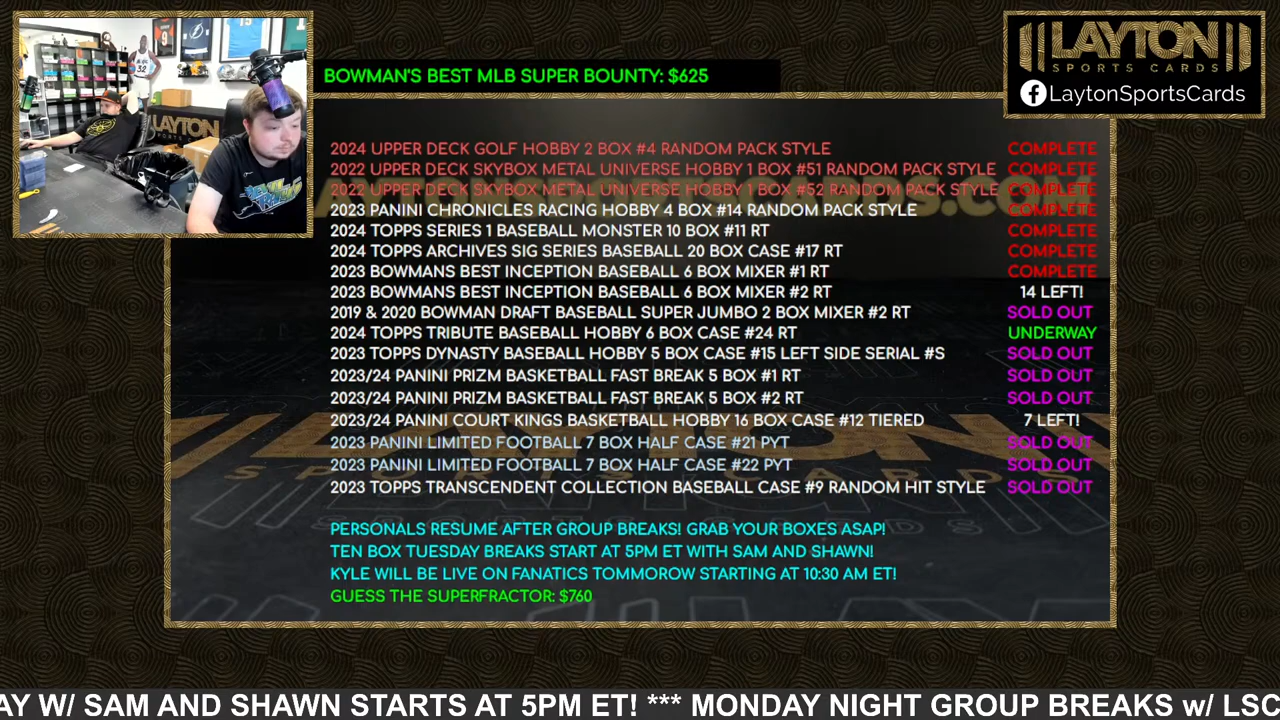 BOWMAN'S BEST MLB SUPER BOUNTY: $625
LAYTON
SPORTS CARDS
LaytonSportsCards
2024 UPPER DECK GOLF HOBBY 2 BOX #4 RANDOM PACK STYLE COMPLETE
2022 UPPER DECK SKYBOX METAL UNIVERSE HOBBY 1 BOX #51 RANDOM PACK STYLE COMPLETE
2022 UPPER DECK SKYBOX METAL UNIVERSE HOBBY 1 BOX #52 RANDOM PACK STYLE COMPLETE
2023 PANINI CHRONICLES RACING HOBBY 4 BOX #14 RANDOM PACK STYLE COMPLETE
2024 TOPPS SERIES 1 BASEBALL MONSTER 10 BOX #11 RT COMPLETE
2024 TOPPS ARCHIVES SIG SERIES BASEBALL 20 BOX CASE #17 RT COMPLETE
2023 BOWMANS BEST INCEPTION BASEBALL 6 BOX MIXER #1 RT COMPLETE
2023 BOWMANS BEST INCEPTION BASEBALL 6 BOX MIXER #2 RT 14 LEFT!
2019 & 2020 BOWMAN DRAFT BASEBALL SUPER JUMBO 2 BOX MIXER #2 RT SOLD OUT
2024 TOPPS TRIBUTE BASEBALL HOBBY 6 BOX CASE #24 RT UNDERWAY
2023 TOPPS DYNASTY BASEBALL HOBBY 5 BOX CASE #15 LEFT SIDE SERIAL #S SOLD OUT
2023/24 PANINI PRIZM BASKETBALL FAST BREAK 5 BOX #1 RT SOLD OUT
2023/24 PANINI PRIZM BASKETBALL FAST BREAK 5 BOX #2 RT SOLD OUT
2023/24 PANINI COURT KINGS BASKETBALL HOBBY 16 BOX CASE #12 TIERED 7 LEFT!
2023 PANINI LIMITED FOOTBALL 7 BOX HALF CASE #21 PYT SOLD OUT
2023 PANINI LIMITED FOOTBALL 7 BOX HALF CASE #22 PYT SOLD OUT
2023 TOPPS TRANSCENDENT COLLECTION BASEBALL CASE #9 RANDOM HIT STYLE SOLD OUT
PERSONALS RESUME AFTER GROUP BREAKS! GRAB YOUR BOXES ASAP!
TEN BOX TUESDAY BREAKS START AT 5PM ET WITH SAM AND SHAWN!
KYLE WILL BE LIVE ON FANATICS TOMMOROW STARTING AT 10:30 AM ET!
GUESS THE SUPERFRACTOR: $760
AY W/ SAM AND SHAWN STARTS AT 5PM ET! *** MONDAY NIGHT GROUP BREAKS w/ LSC